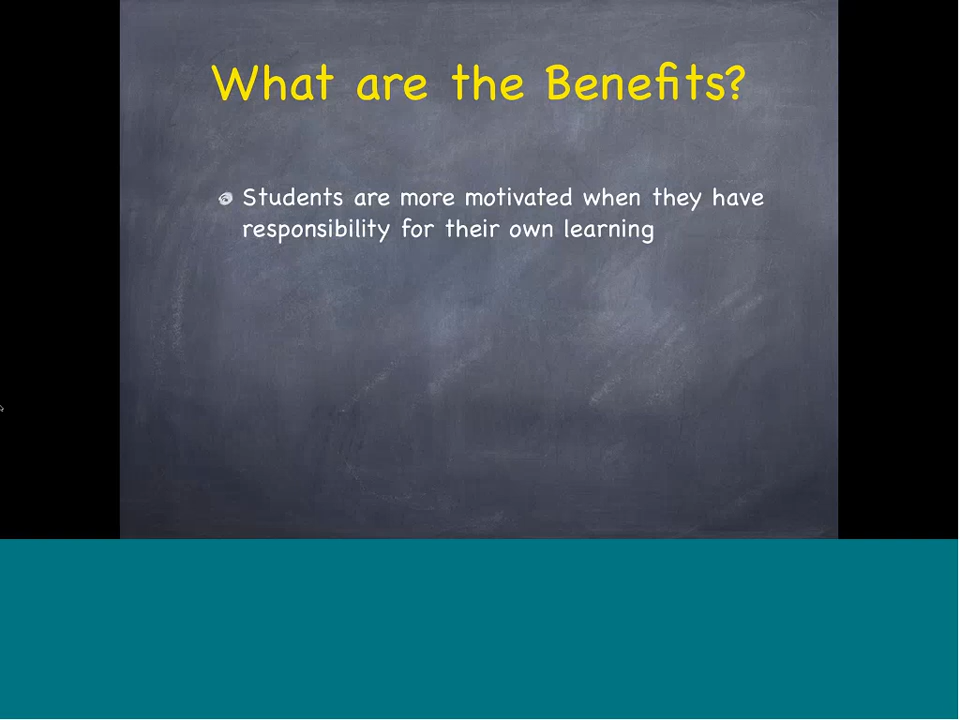 What are the Benefits?
Students are more motivated when they have
responsibility for their own learning